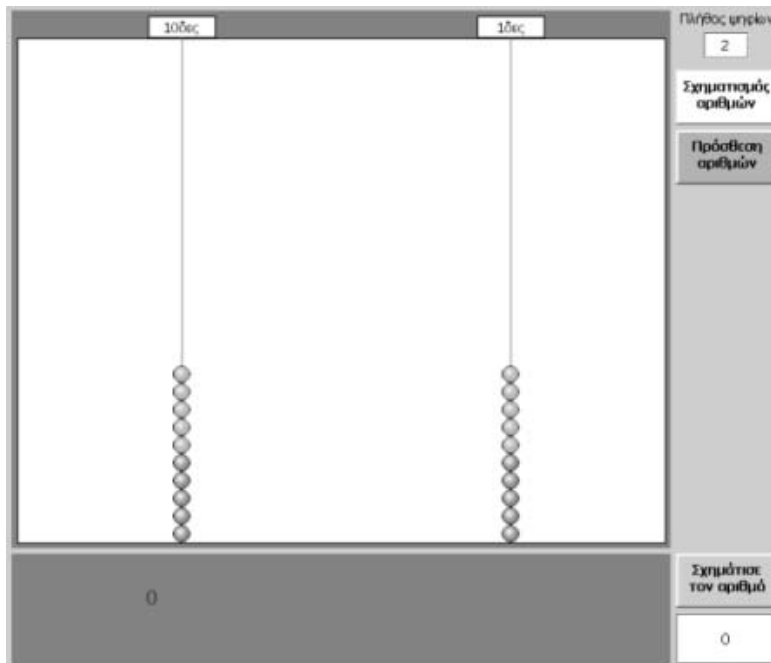 10δες
1δες
Πλήθος ψηφίων
2
Σχηματισμός
αριθμών
Πρόσθεση
αριθμών
0
Σχημάτισε
τον αριθμό
0